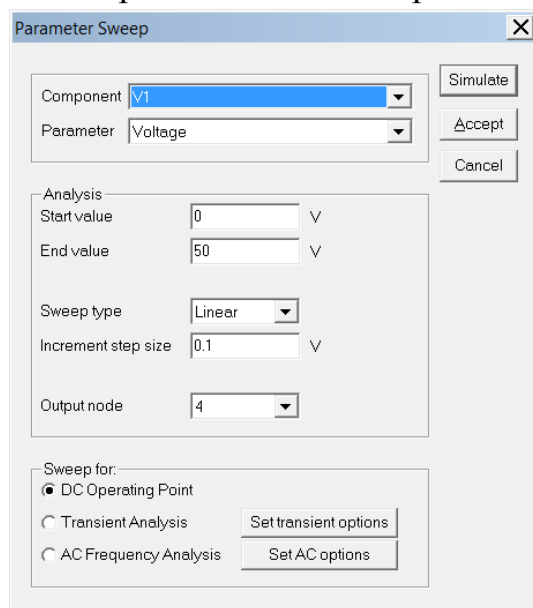 Parameter Sweep
Component V1
Parameter Voltage
Simulate
Accept
Cancel
Analysis
Start value 0 V
End value 50 V
Sweep type Linear
Increment step size 0.1 V
Output node 4
Sweep for:
DC Operating Point
Transient Analysis Set transient options
AC Frequency Analysis Set AC options